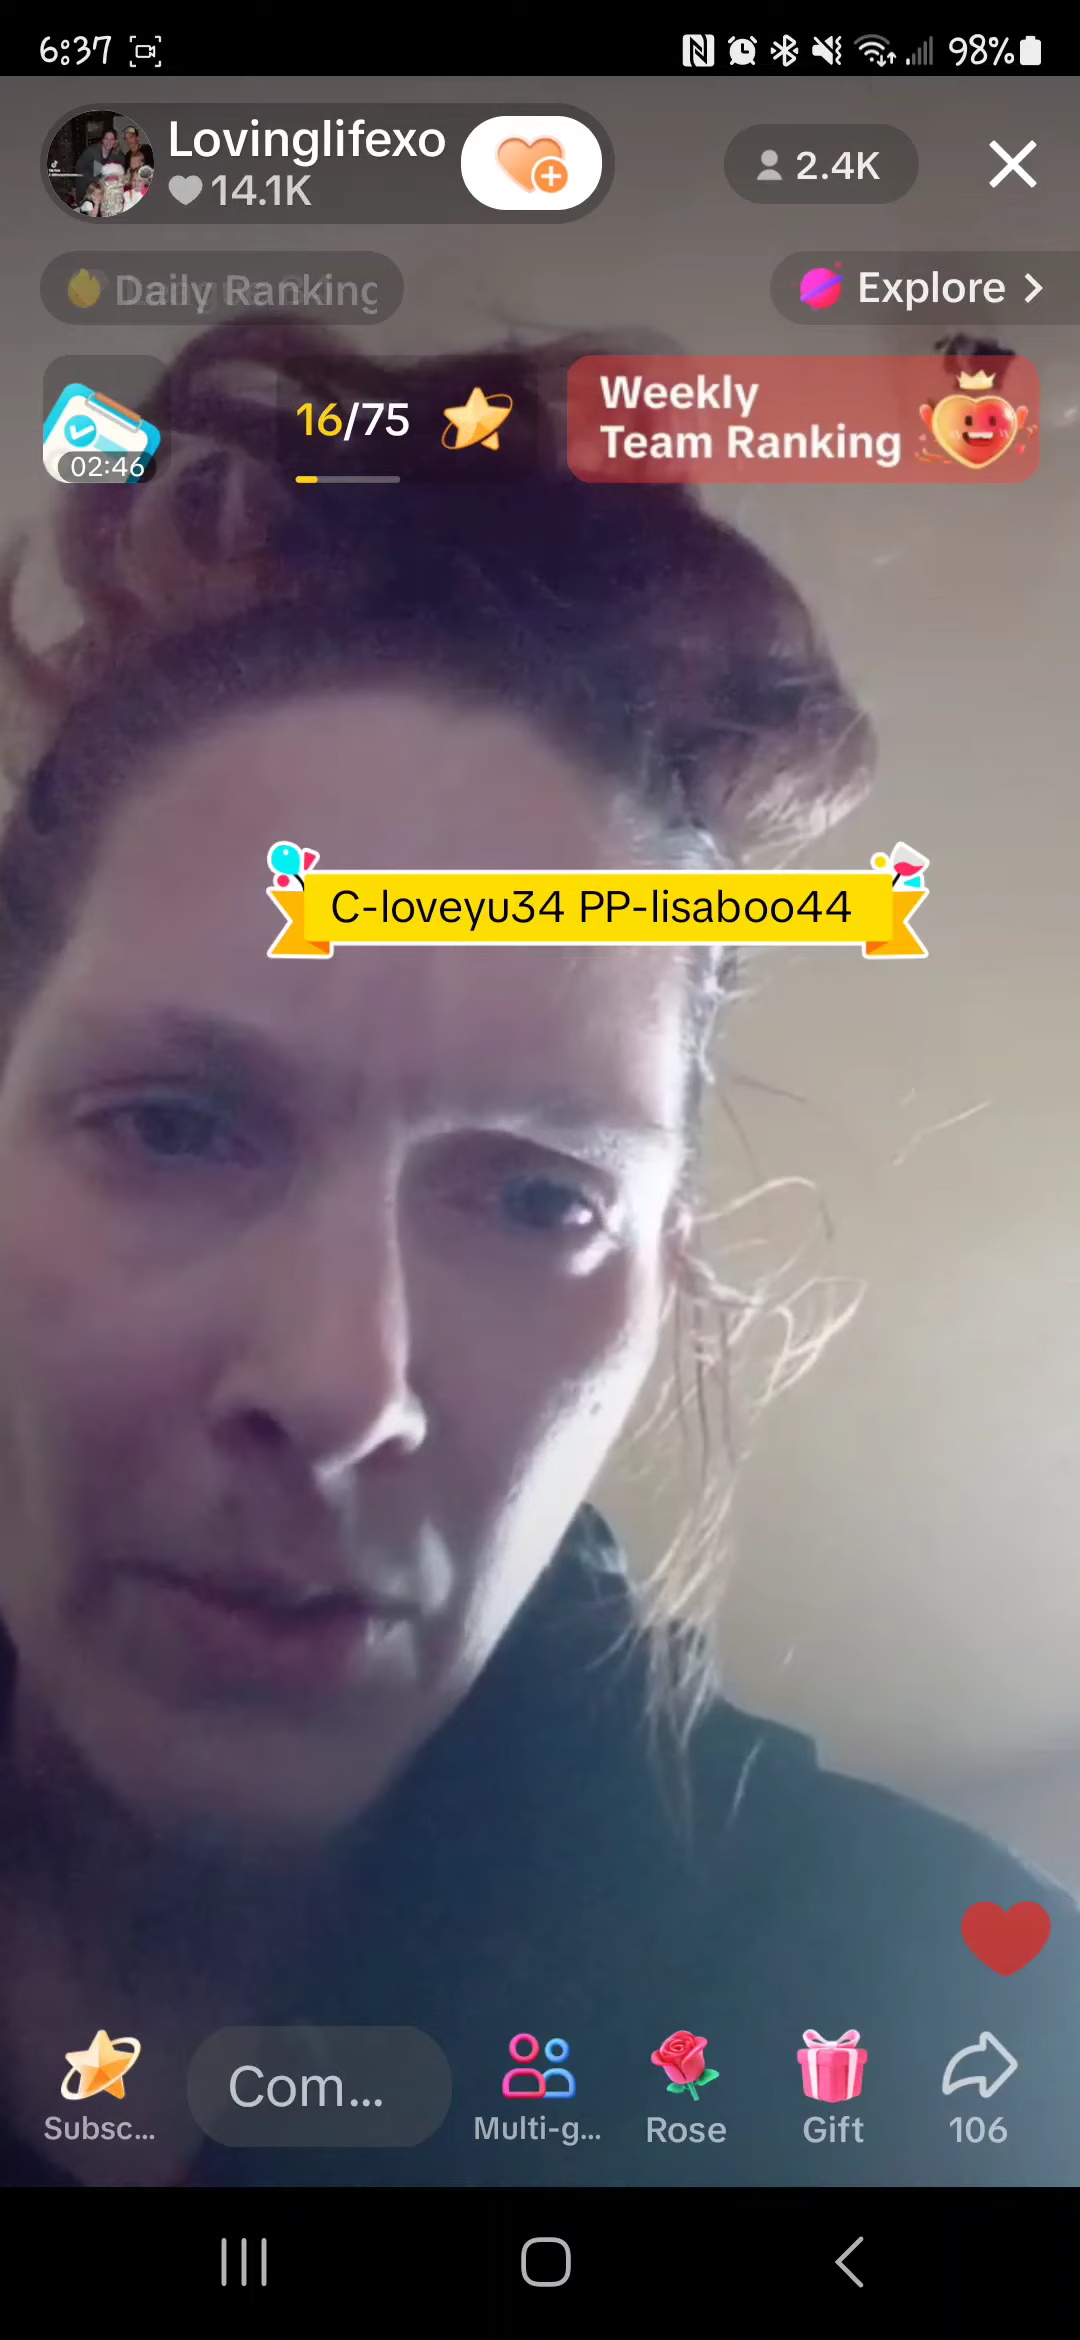 6:37
98%
Lovinglifexo
14.1K
2.4K
Daily Ranking
Explore
02:46
16/75
Weekly
Team Ranking
C-loveyu34 PP-lisaboo44
Subsc...
Com...
Multi-g...
Rose
Gift
106